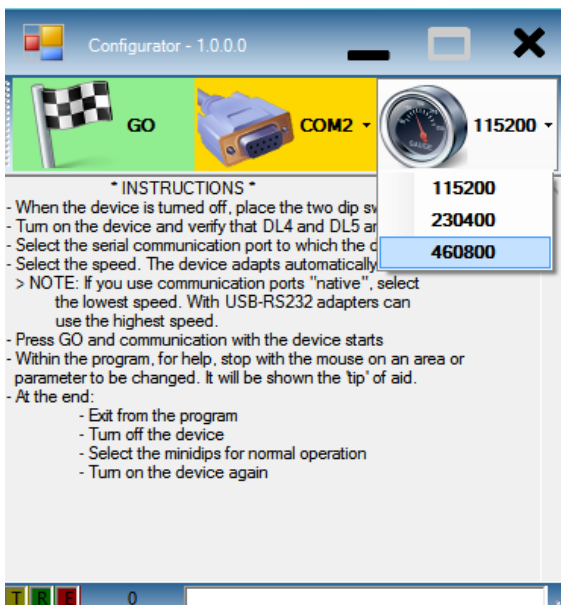 Configurator - 1.0.0.0
GO
COM2
115200
115200
230400
460800
* INSTRUCTIONS *
- When the device is turned off, place the two dip
- Turn on the device and verify that DL4 and DL5
- Select the serial communication port to which the
- Select the speed. The device adapts automatically
> NOTE: If you use communication ports "native", select
the lowest speed. With USB-RS232 adapters can
use the highest speed.
- Press GO and communication with the device starts
- Within the program, for help, stop with the mouse on an area or
parameter to be changed. It will be shown the 'tip' of aid.
- At the end:
- Exit from the program
- Turn off the device
- Select the minidips for normal operation
- Turn on the device again
T R E 0